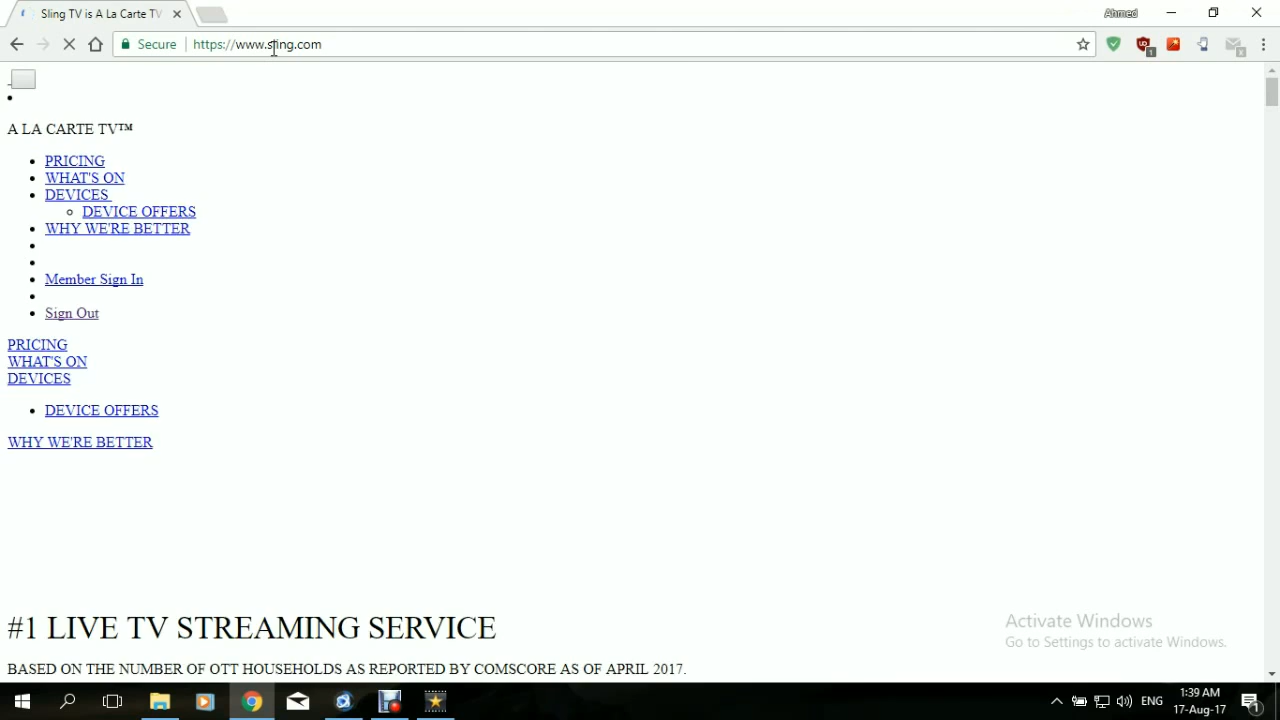 Sling TV is A La Carte TV
Ahmed
Secure
https://www.sling.com
A LA CARTE TV™
PRICING
WHAT'S ON
DEVICES
DEVICE OFFERS
WHY WE'RE BETTER
Member Sign In
Sign Out
PRICING
WHAT'S ON
DEVICES
DEVICE OFFERS
WHY WE'RE BETTER
#1 LIVE TV STREAMING SERVICE
BASED ON THE NUMBER OF OTT HOUSEHOLDS AS REPORTED BY COMSCORE AS OF APRIL 2017.
Activate Windows
Go to Settings to activate Windows.
ENG
1:39 AM
17-Aug-17